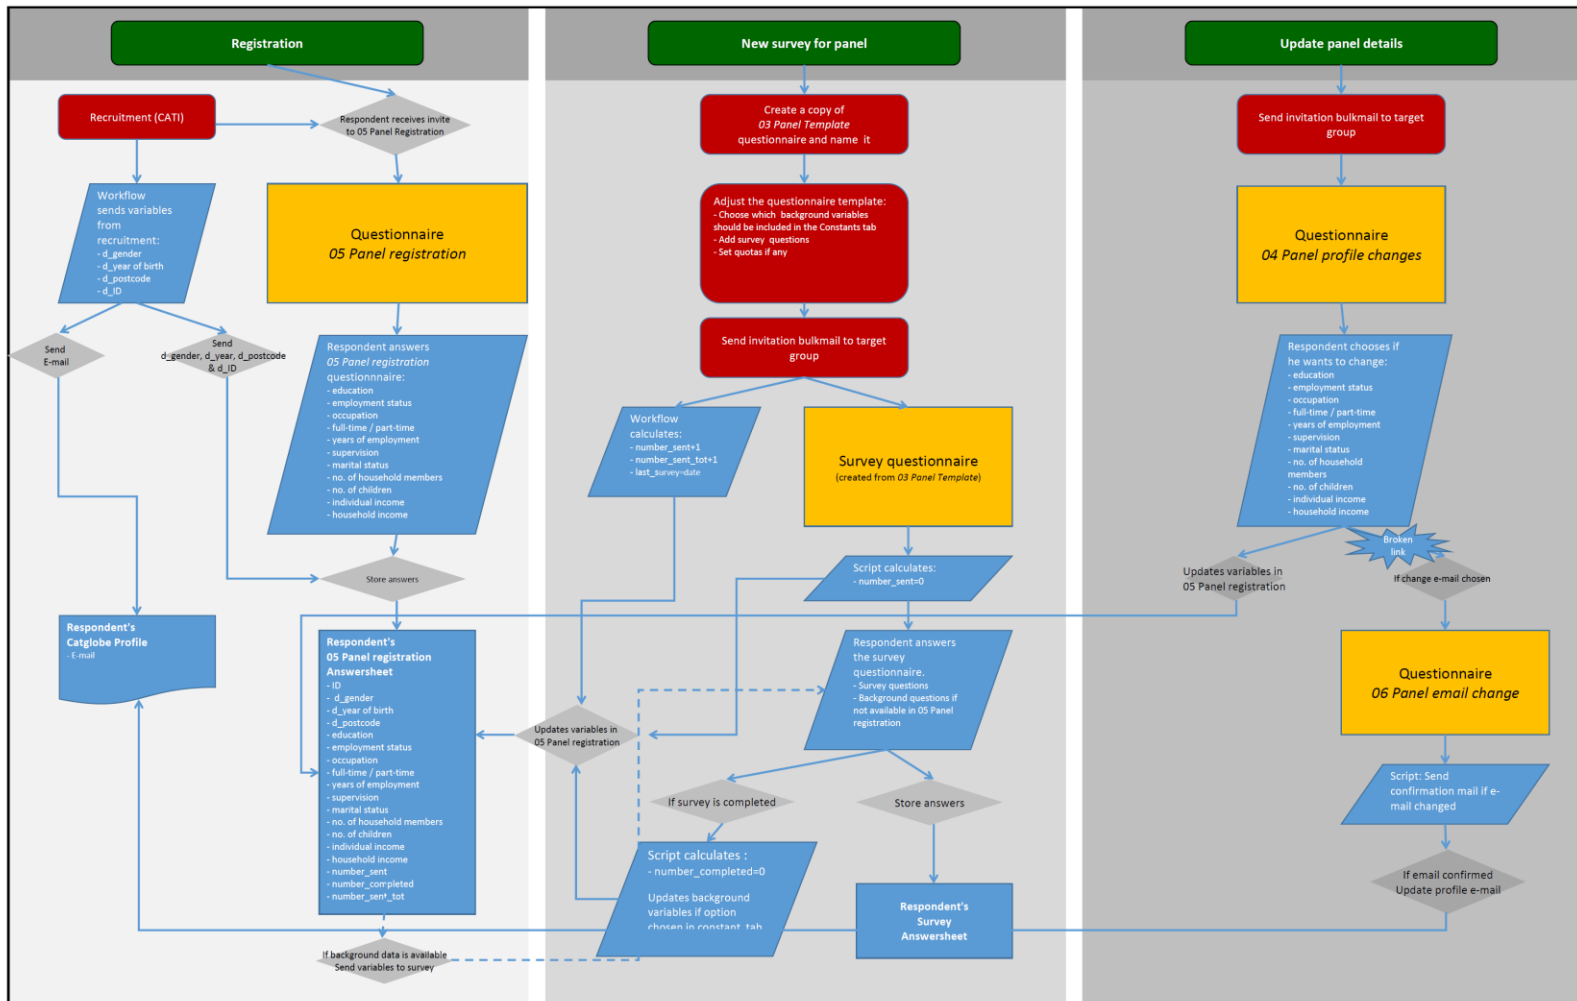 Registration
Recruitment (CATI)
Respondent receives invite
to 05 Panel Registration
Workflow
sends variables
from
recruitment:
- d_gender
- d_year of birth
- d_postcode
- d_ID
Questionnaire
05 Panel registration
Send
E-mail
Send
d_gender, d_year, d_postcode
& d_ID
Respondent answers
05 Panel registration
questionnnaire:
- education
- employment status
- occupation
- full-time / part-time
- years of employment
- supervision
- marital status
- no. of household members
- no. of children
- individual income
- household income
Store answers
Respondent's
Catglobe Profile
- E-mail
Respondent's
05 Panel registration
Answersheet
- ID
- d_gender
- d_year of birth
- d_postcode
- education
- employment status
- occupation
- full-time / part-time
- years of employment
- supervision
- marital status
- no. of household members
- no. of children
- individual income
- household income
- number_sent
- number_completed
- number_sent_tot
If background data is available
Send variables to survey
New survey for panel
Create a copy of
03 Panel Template
questionnaire and name it
Adjust the questionnaire template:
- Choose which background variables
should be included in the Constants tab
- Add survey questions
- Set quotas if any
Send invitation bulkmail to target
group
Workflow
calculates:
- number_sent+1
- number_sent_tot+1
- last_survey=date
Survey questionnaire
(created from 03 Panel Template)
Script calculates:
- number_sent=0
Respondent answers
the survey
questionnaire.
- Survey questions
- Background questions if
not available in 05 Panel
registration
Updates variables in
05 Panel registration
If survey is completed
Store answers
Script calculates :
- number_completed=0
Updates background
variables if option
chosen in constant tab
Respondent's
Survey
Answersheet
Update panel details
Send invitation bulkmail to target
group
Questionnaire
04 Panel profile changes
Respondent chooses if
he wants to change:
- education
- employment status
- occupation
- full-time / part-time
- years of employment
- supervision
- marital status
- no. of household
members
- no. of children
- individual income
- household income
Broken
link
Updates variables in
05 Panel registration
If change e-mail chosen
Questionnaire
06 Panel email change
Script: Send
confirmation mail if e-
mail changed
If email confirmed
Update profile e-mail